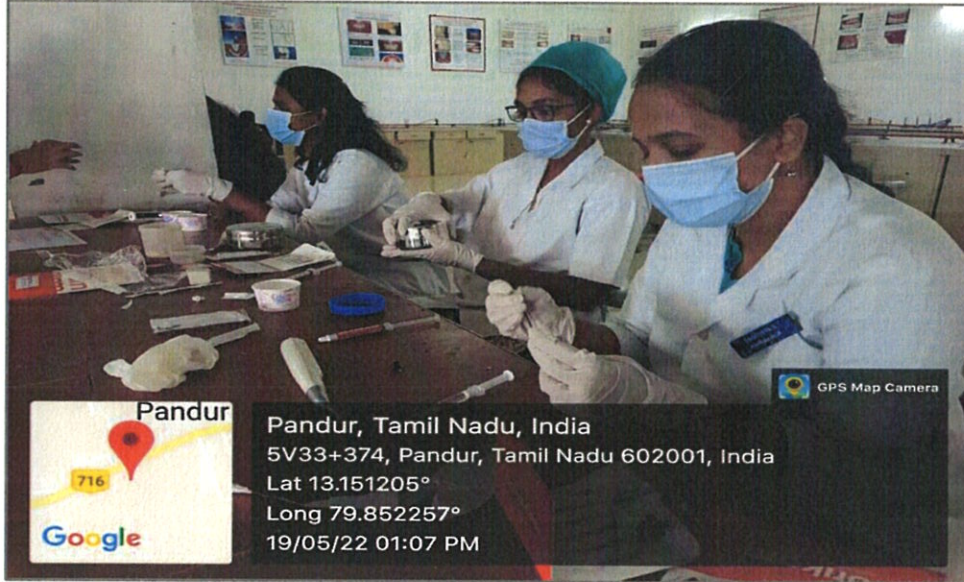 GPS Map Camera
Pandur
716
Google
Pandur, Tamil Nadu, India
5V33+374, Pandur, Tamil Nadu 602001, India
Lat 13.151205°
Long 79.852257°
19/05/22 01:07 PM